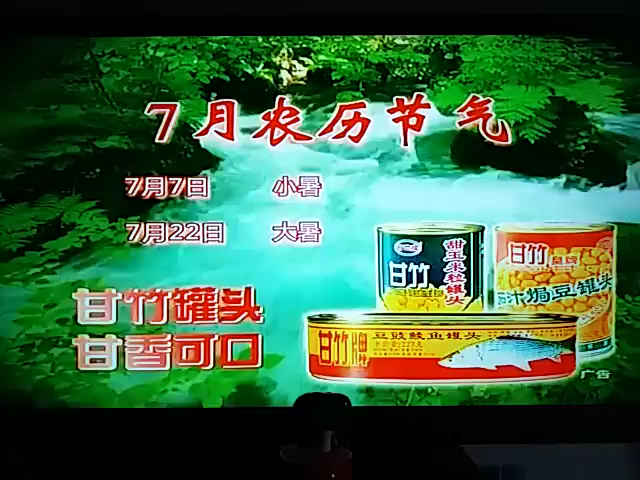 7月农历节气
7月7日 小暑
7月22日 大暑
甘竹罐头
甘香可口
甘竹
甜玉米粒罐头
甘竹
茄汁焗豆罐头
甘竹牌
豆豉鲮鱼罐头
广告